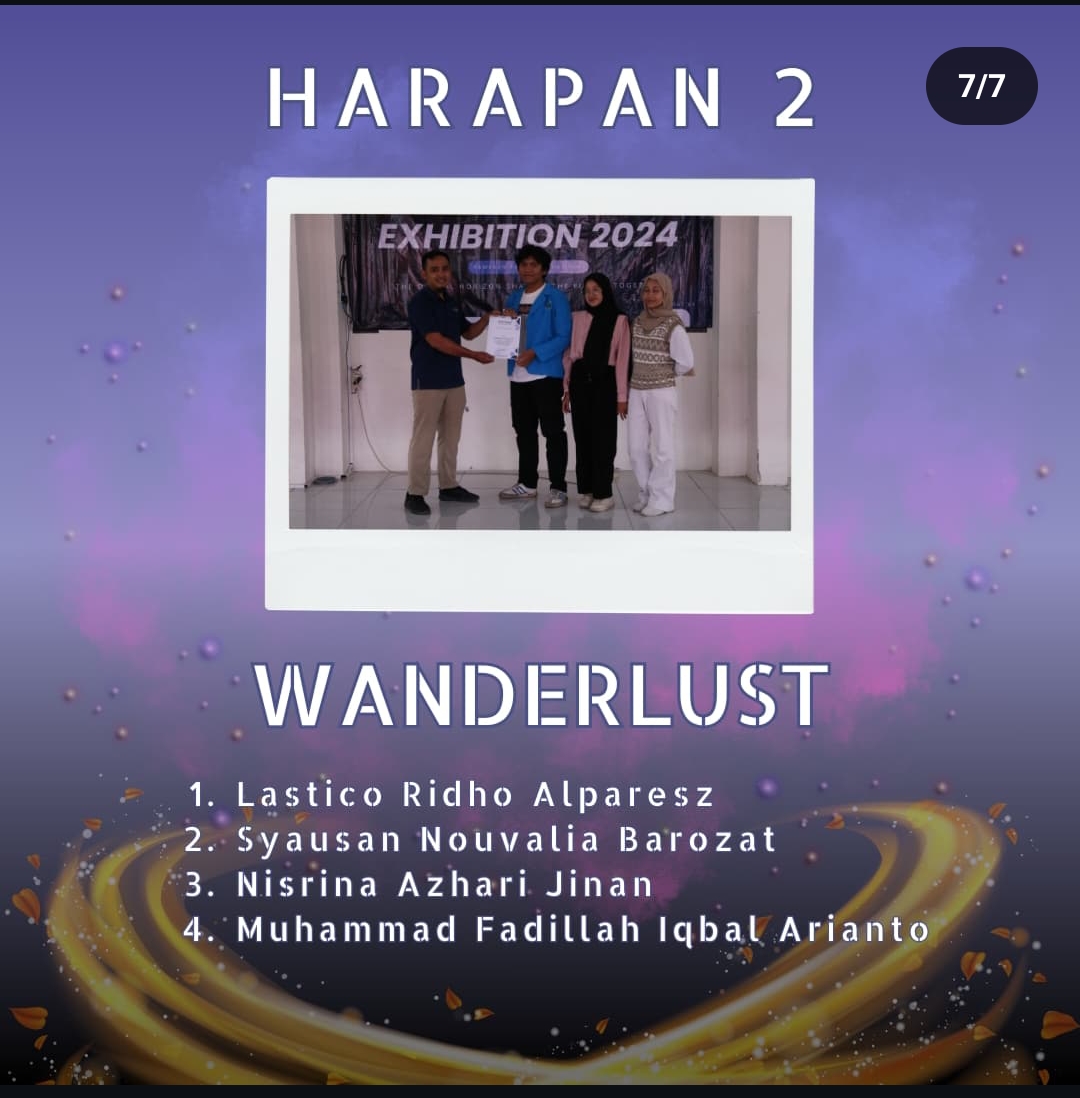 HARAPAN 2
7/7
EXHIBITION 2024
WANDERLUST
1. Lastico Ridho Alparesz
2. Syausan Nouvalia Barozat
3. Nisrina Azhari Jinan
4. Muhammad Fadillah Iqbal Arianto